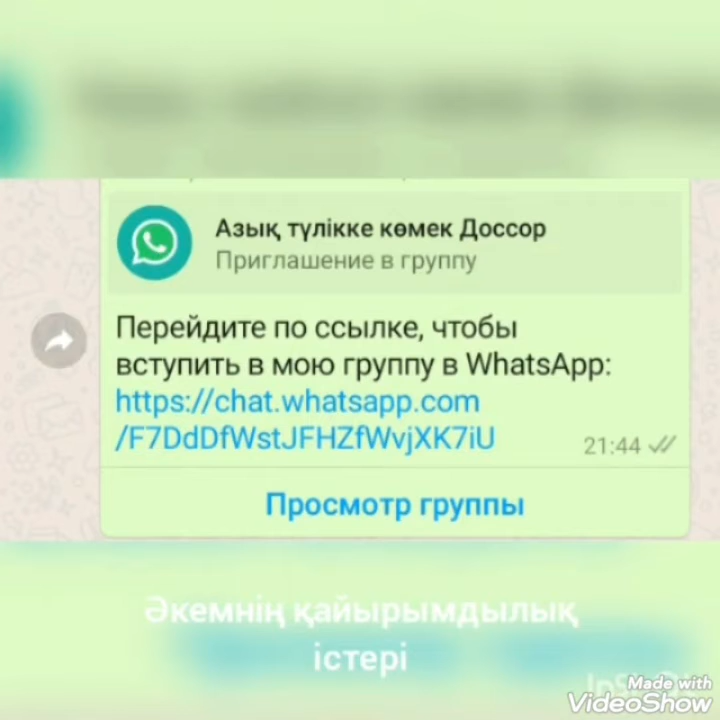 Азық түлікке көмек Доссор
Приглашение в группу
Перейдите по ссылке, чтобы
вступить в мою группу в WhatsApp:
https://chat.whatsapp.com
/F7DdDfWstJFHZfWvjXK7iU
21:44
Просмотр группы
Әкемнің қайырымдылық
істері
Made with
VideoShow